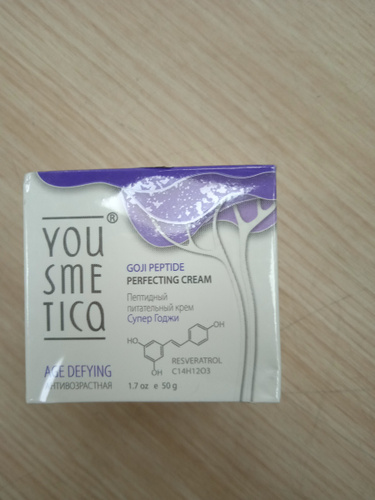 YOU
SME
TICA®
AGE DEFYING
АНТИВОЗРАСТНАЯ
GOJI PEPTIDE
PERFECTING CREAM
Пептидный
питательный крем
Супер Годжи
HO
OH
OH
RESVERATROL
C14H12O3
1.7 oz e 50 g